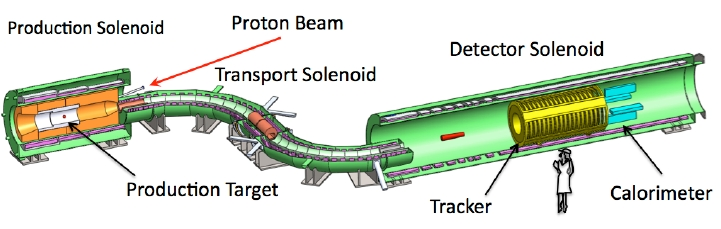 Production Solenoid
Proton Beam
Transport Solenoid
Detector Solenoid
Production Target
Tracker
Calorimeter